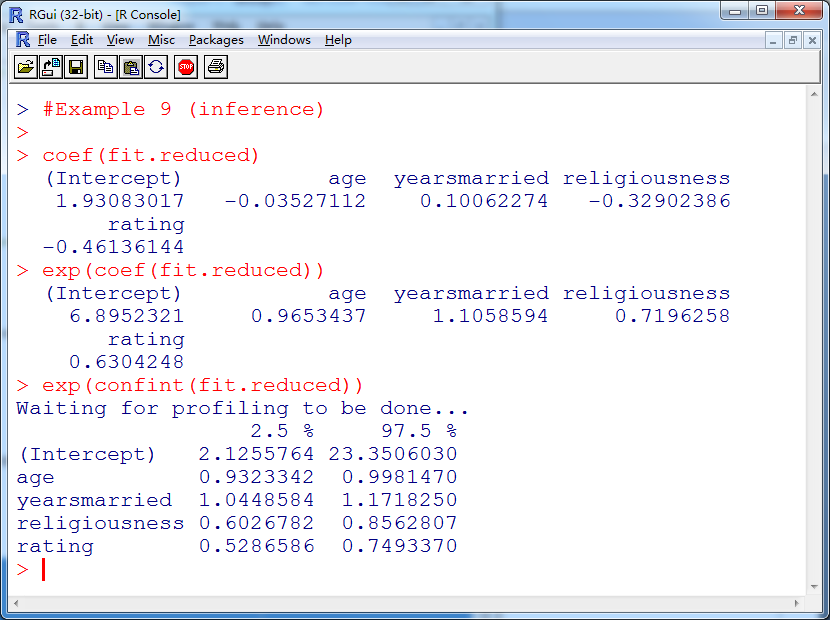 RGui (32-bit) - [R Console]
File Edit View Misc Packages Windows Help
STOP
> #Example 9 (inference)
>
> coef(fit.reduced)
(Intercept) age yearsmarried religiousness
1.93083017 -0.03527112 0.10062274 -0.32902386
rating
-0.46136144
> exp(coef(fit.reduced))
(Intercept) age yearsmarried religiousness
6.8952321 0.9653437 1.1058594 0.7196258
rating
0.6304248
> exp(confint(fit.reduced))
Waiting for profiling to be done...
2.5 % 97.5 %
(Intercept) 2.1255764 23.3506030
age 0.9323342 0.9981470
yearsmarried 1.0448584 1.1718250
religiousness 0.6026782 0.8562807
rating 0.5286586 0.7493370
>